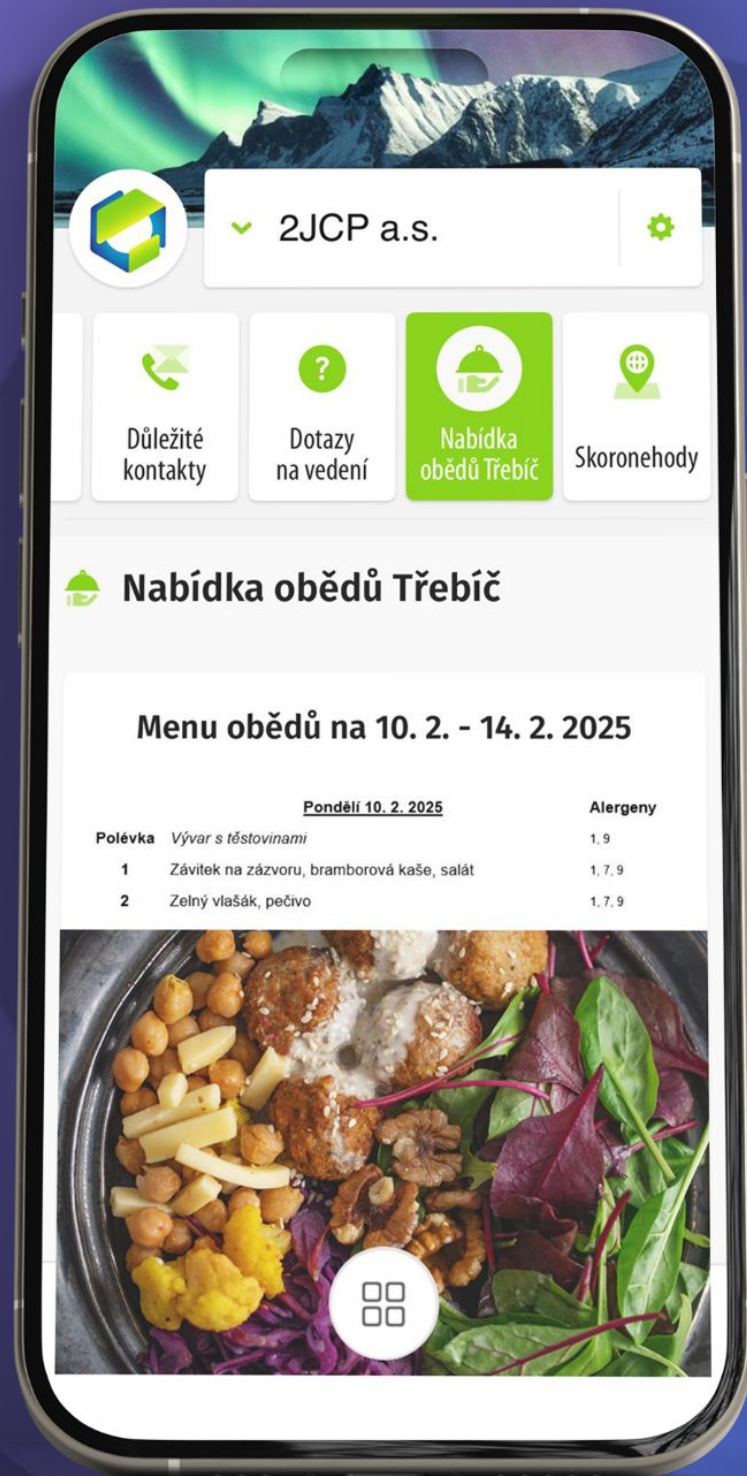 2JCP a.s.
Důležité
kontakty
?
Dotazy
na vedení
Nabídka
obědů Třebíč
Skoronehody
Nabídka obědů Třebíč
Menu obědů na 10. 2. - 14. 2. 2025
Pondělí 10. 2. 2025 Alergeny
Polévka Vývar s těstovinami 1, 9
1 Závitek na zázvoru, bramborová kaše, salát 1, 7, 9
2 Zelný vlašák, pečivo 1, 7, 9